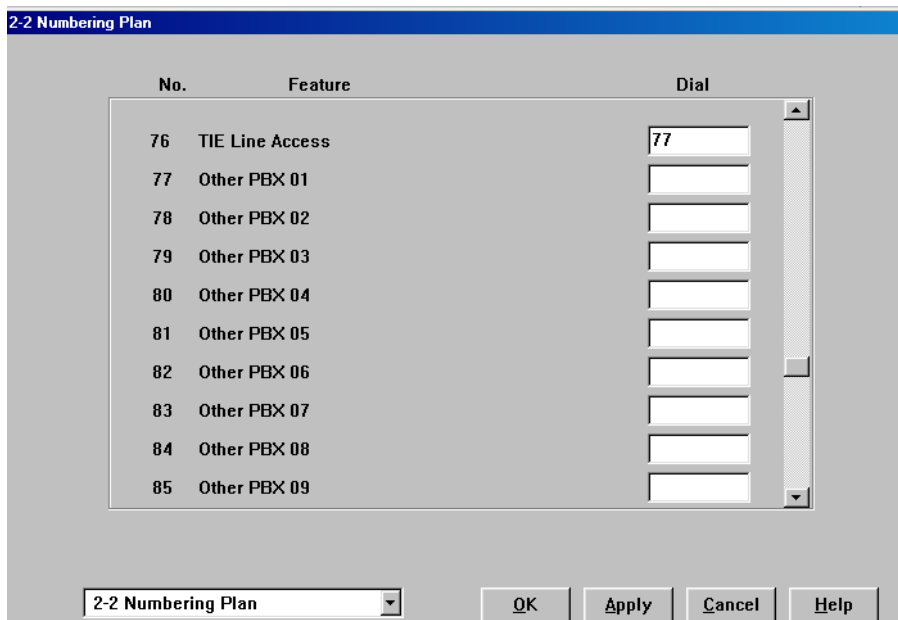 2-2 Numbering Plan
No. Feature Dial
76 TIE Line Access 77
77 Other PBX 01
78 Other PBX 02
79 Other PBX 03
80 Other PBX 04
81 Other PBX 05
82 Other PBX 06
83 Other PBX 07
84 Other PBX 08
85 Other PBX 09
2-2 Numbering Plan OK Apply Cancel Help